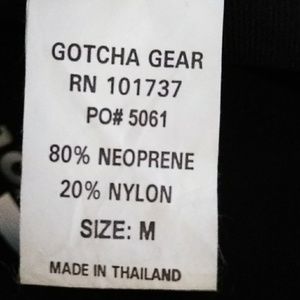 GOTCHA GEAR
RN 101737
PO# 5061
80% NEOPRENE
20% NYLON
SIZE: M
MADE IN THAILAND